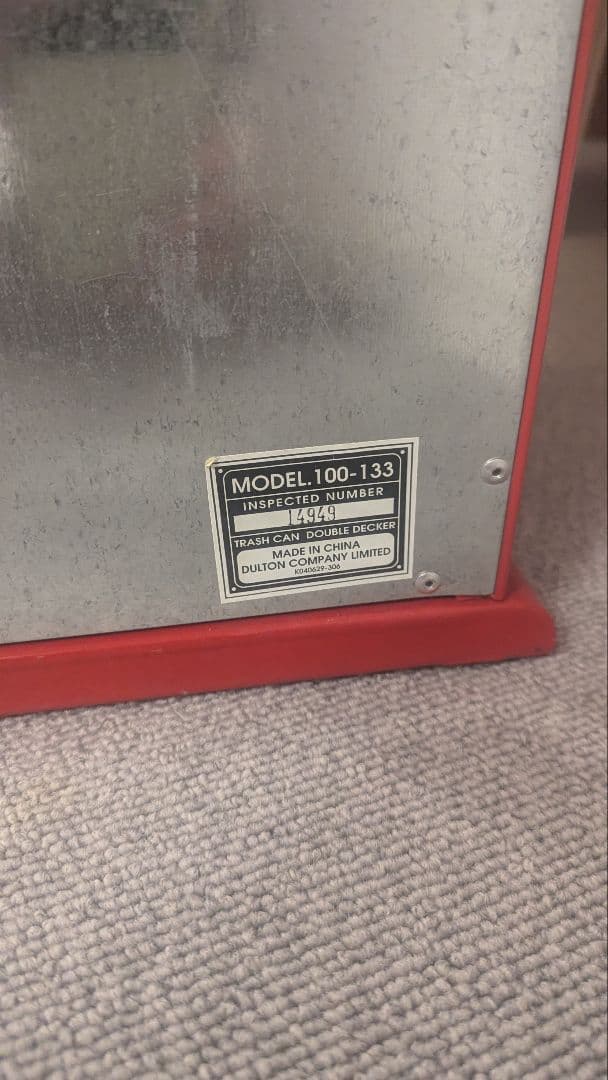 MODEL.100-133
INSPECTED NUMBER
14949
TRASH CAN DOUBLE DECKER
MADE IN CHINA
DULTON COMPANY LIMITED
K040629-306